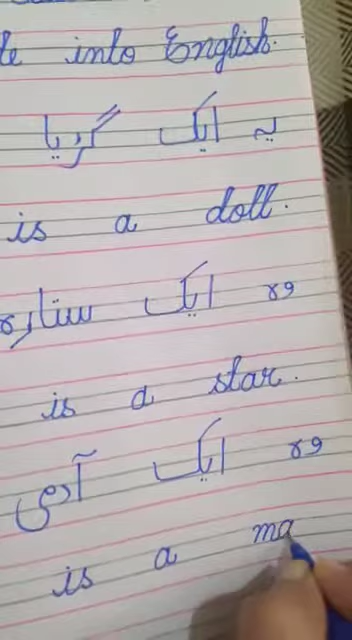 into English.
یہ ایک گڑیا
is a doll.
وہ ایک ستارہ
is a star.
وہ ایک آدمی
is a ma